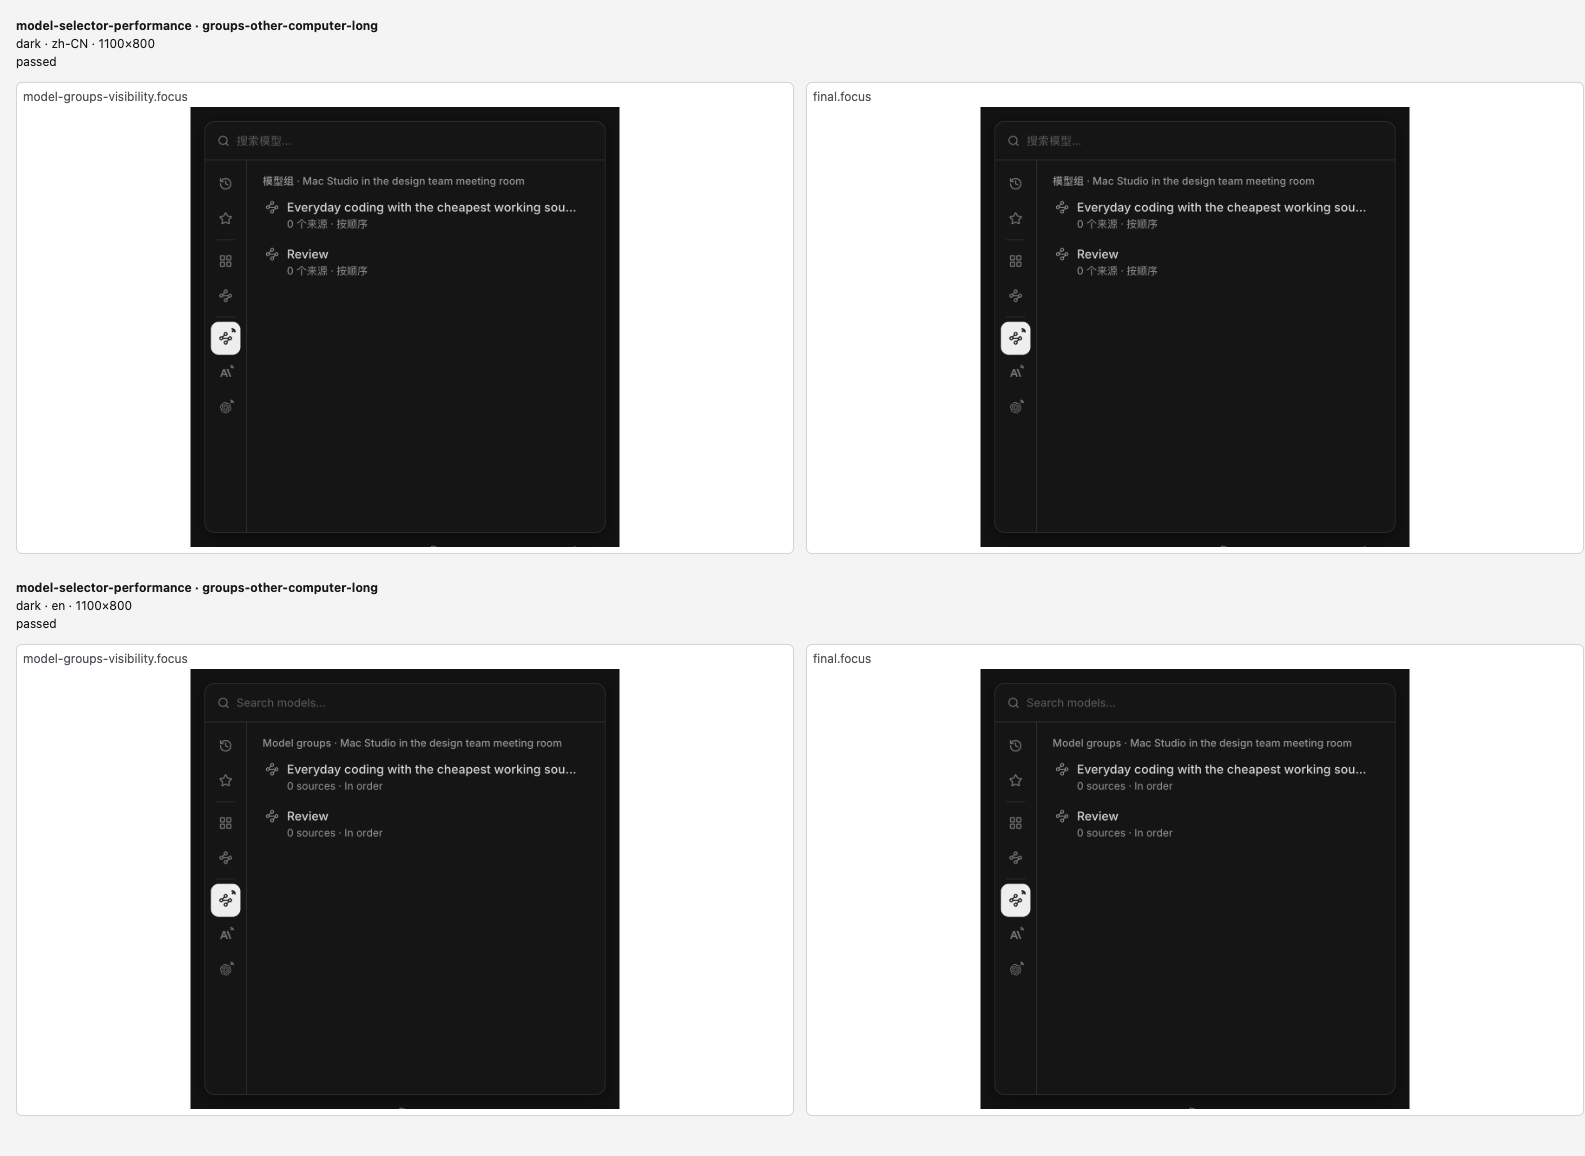 model-selector-performance · groups-other-computer-long
dark · zh-CN · 1100×800
passed
model-groups-visibility.focus
搜索模型...
模型组 · Mac Studio in the design team meeting room
Everyday coding with the cheapest working sou...
0 个来源 · 按顺序
Review
0 个来源 · 按顺序
final.focus
搜索模型...
模型组 · Mac Studio in the design team meeting room
Everyday coding with the cheapest working sou...
0 个来源 · 按顺序
Review
0 个来源 · 按顺序
model-selector-performance · groups-other-computer-long
dark · en · 1100×800
passed
model-groups-visibility.focus
Search models...
Model groups · Mac Studio in the design team meeting room
Everyday coding with the cheapest working sou...
0 sources · In order
Review
0 sources · In order
final.focus
Search models...
Model groups · Mac Studio in the design team meeting room
Everyday coding with the cheapest working sou...
0 sources · In order
Review
0 sources · In order